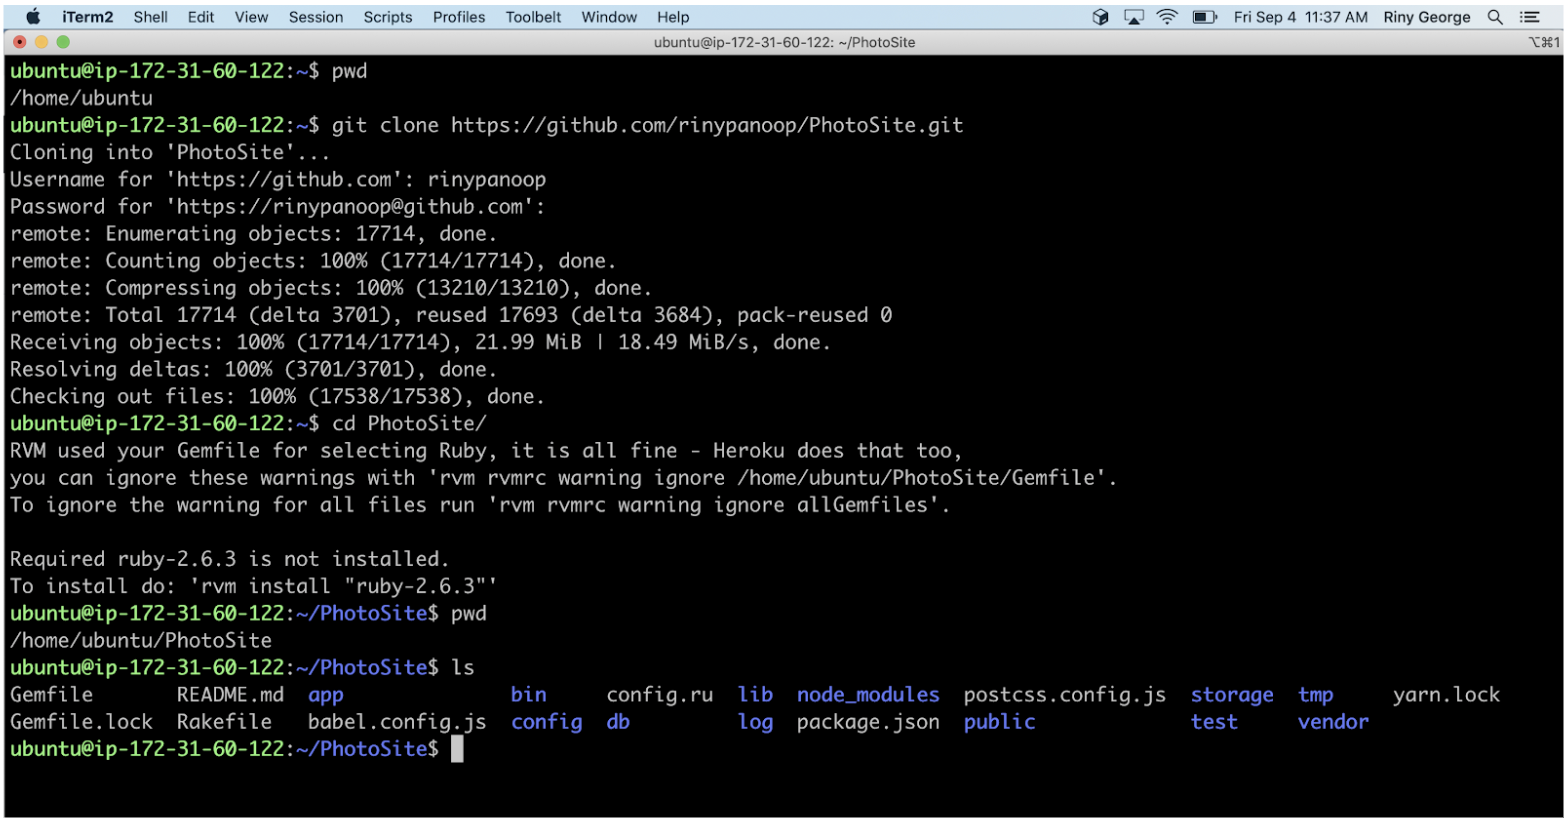 iTerm2 Shell Edit View Session Scripts Profiles Toolbelt Window Help Fri Sep 4 11:37 AM Riny George
ubuntu@ip-172-31-60-122: ~/PhotoSite ⌥⌘1
ubuntu@ip-172-31-60-122:~$ pwd
/home/ubuntu
ubuntu@ip-172-31-60-122:~$ git clone https://github.com/rinypanoop/PhotoSite.git
Cloning into 'PhotoSite'...
Username for 'https://github.com': rinypanoop
Password for 'https://rinypanoop@github.com':
remote: Enumerating objects: 17714, done.
remote: Counting objects: 100% (17714/17714), done.
remote: Compressing objects: 100% (13210/13210), done.
remote: Total 17714 (delta 3701), reused 17693 (delta 3684), pack-reused 0
Receiving objects: 100% (17714/17714), 21.99 MiB | 18.49 MiB/s, done.
Resolving deltas: 100% (3701/3701), done.
Checking out files: 100% (17538/17538), done.
ubuntu@ip-172-31-60-122:~$ cd PhotoSite/
RVM used your Gemfile for selecting Ruby, it is all fine - Heroku does that too,
you can ignore these warnings with 'rvm rvmrc warning ignore /home/ubuntu/PhotoSite/Gemfile'.
To ignore the warning for all files run 'rvm rvmrc warning ignore allGemfiles'.
Required ruby-2.6.3 is not installed.
To install do: 'rvm install "ruby-2.6.3"'
ubuntu@ip-172-31-60-122:~/PhotoSite$ pwd
/home/ubuntu/PhotoSite
ubuntu@ip-172-31-60-122:~/PhotoSite$ ls
Gemfile README.md app bin config.ru lib node_modules postcss.config.js storage tmp yarn.lock
Gemfile.lock Rakefile babel.config.js config db log package.json public test vendor
ubuntu@ip-172-31-60-122:~/PhotoSite$